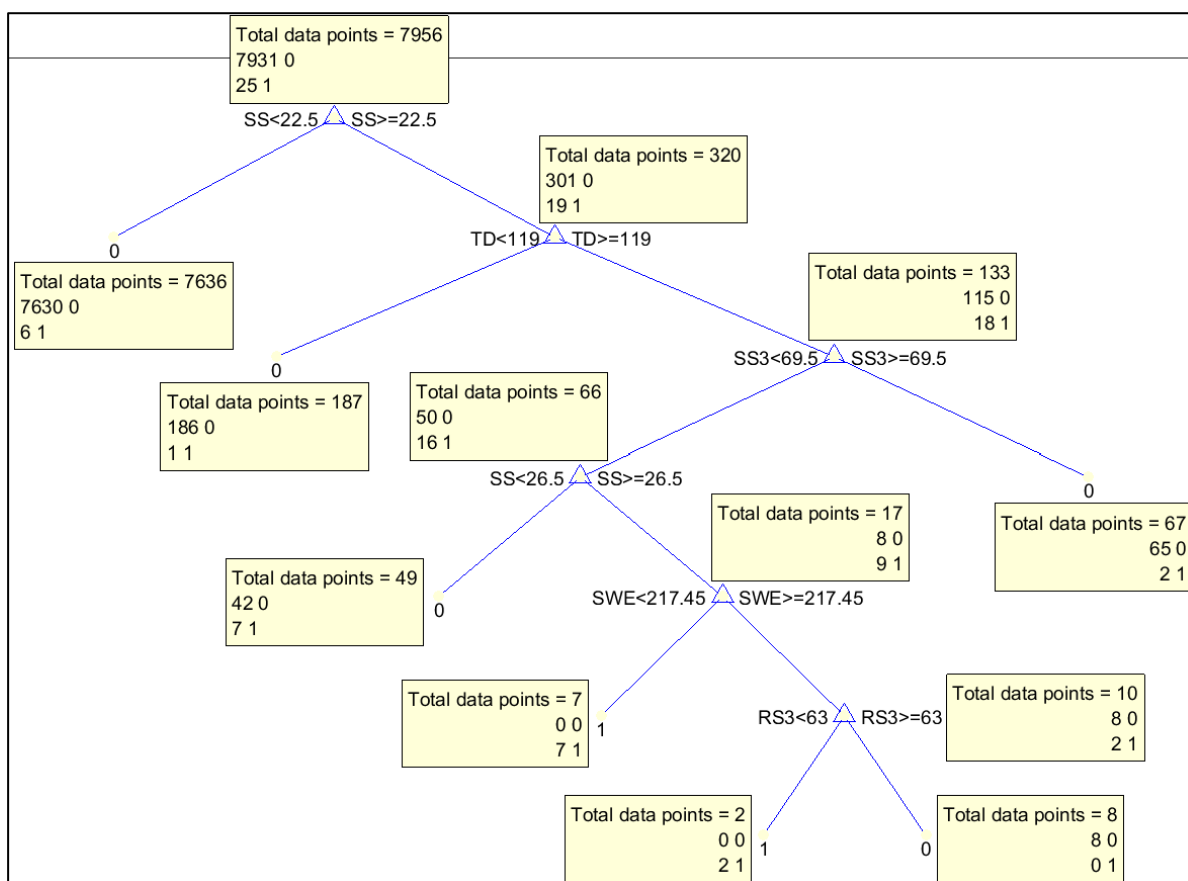 Total data points = 7956
7931 0
25 1
SS<22.5 SS>=22.5
Total data points = 320
301 0
19 1
TD<119 TD>=119
0
Total data points = 7636
7630 0
6 1
Total data points = 133
115 0
18 1
SS3<69.5 SS3>=69.5
0
Total data points = 187
186 0
1 1
Total data points = 66
50 0
16 1
SS<26.5 SS>=26.5
0
Total data points = 67
65 0
2 1
Total data points = 17
8 0
9 1
SWE<217.45 SWE>=217.45
0
Total data points = 49
42 0
7 1
Total data points = 7
0 0
7 1
1
RS3<63 RS3>=63
Total data points = 10
8 0
2 1
Total data points = 2
0 0
2 1
1
0
Total data points = 8
8 0
0 1